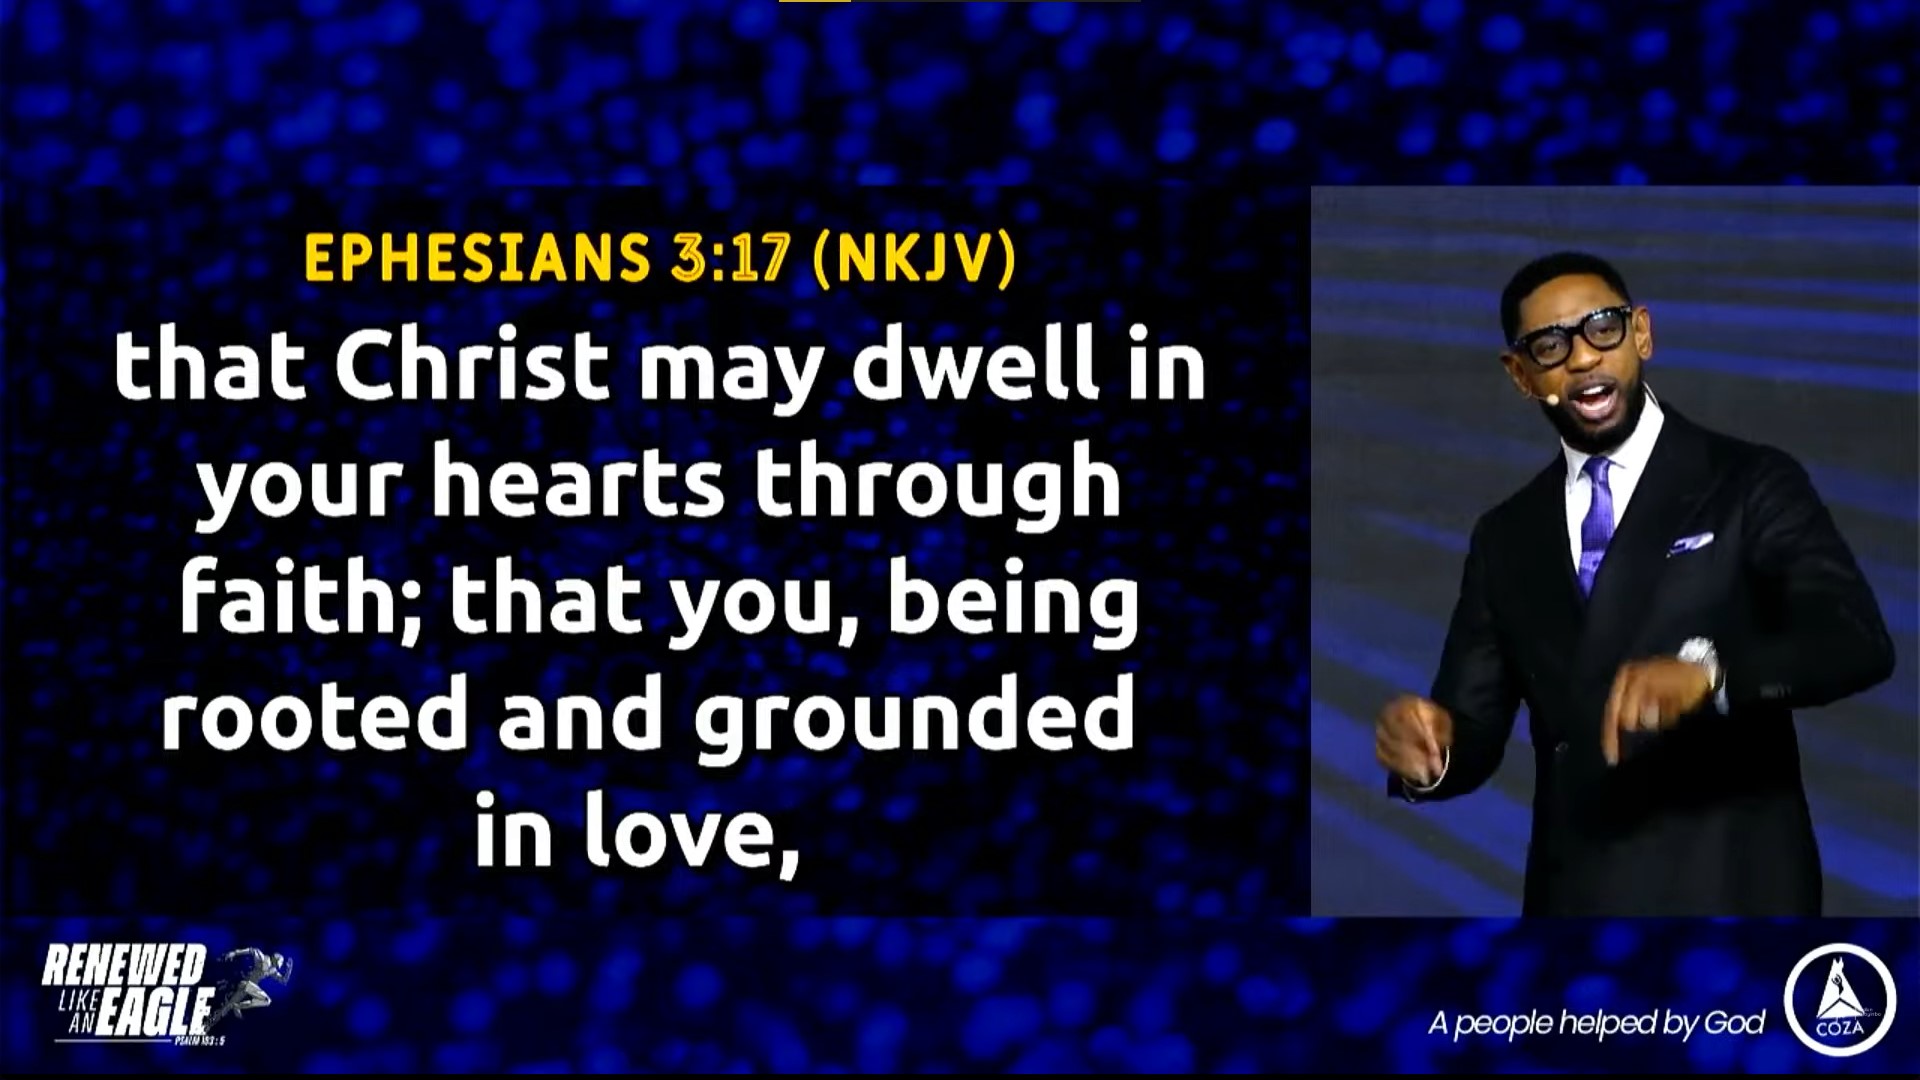 EPHESIANS 3:17 (NKJV)
that Christ may dwell in
your hearts through
faith; that you, being
rooted and grounded
in love,
RENEWED
LIKE
AN EAGLE
PSALM 103:5
A people helped by God
COZA